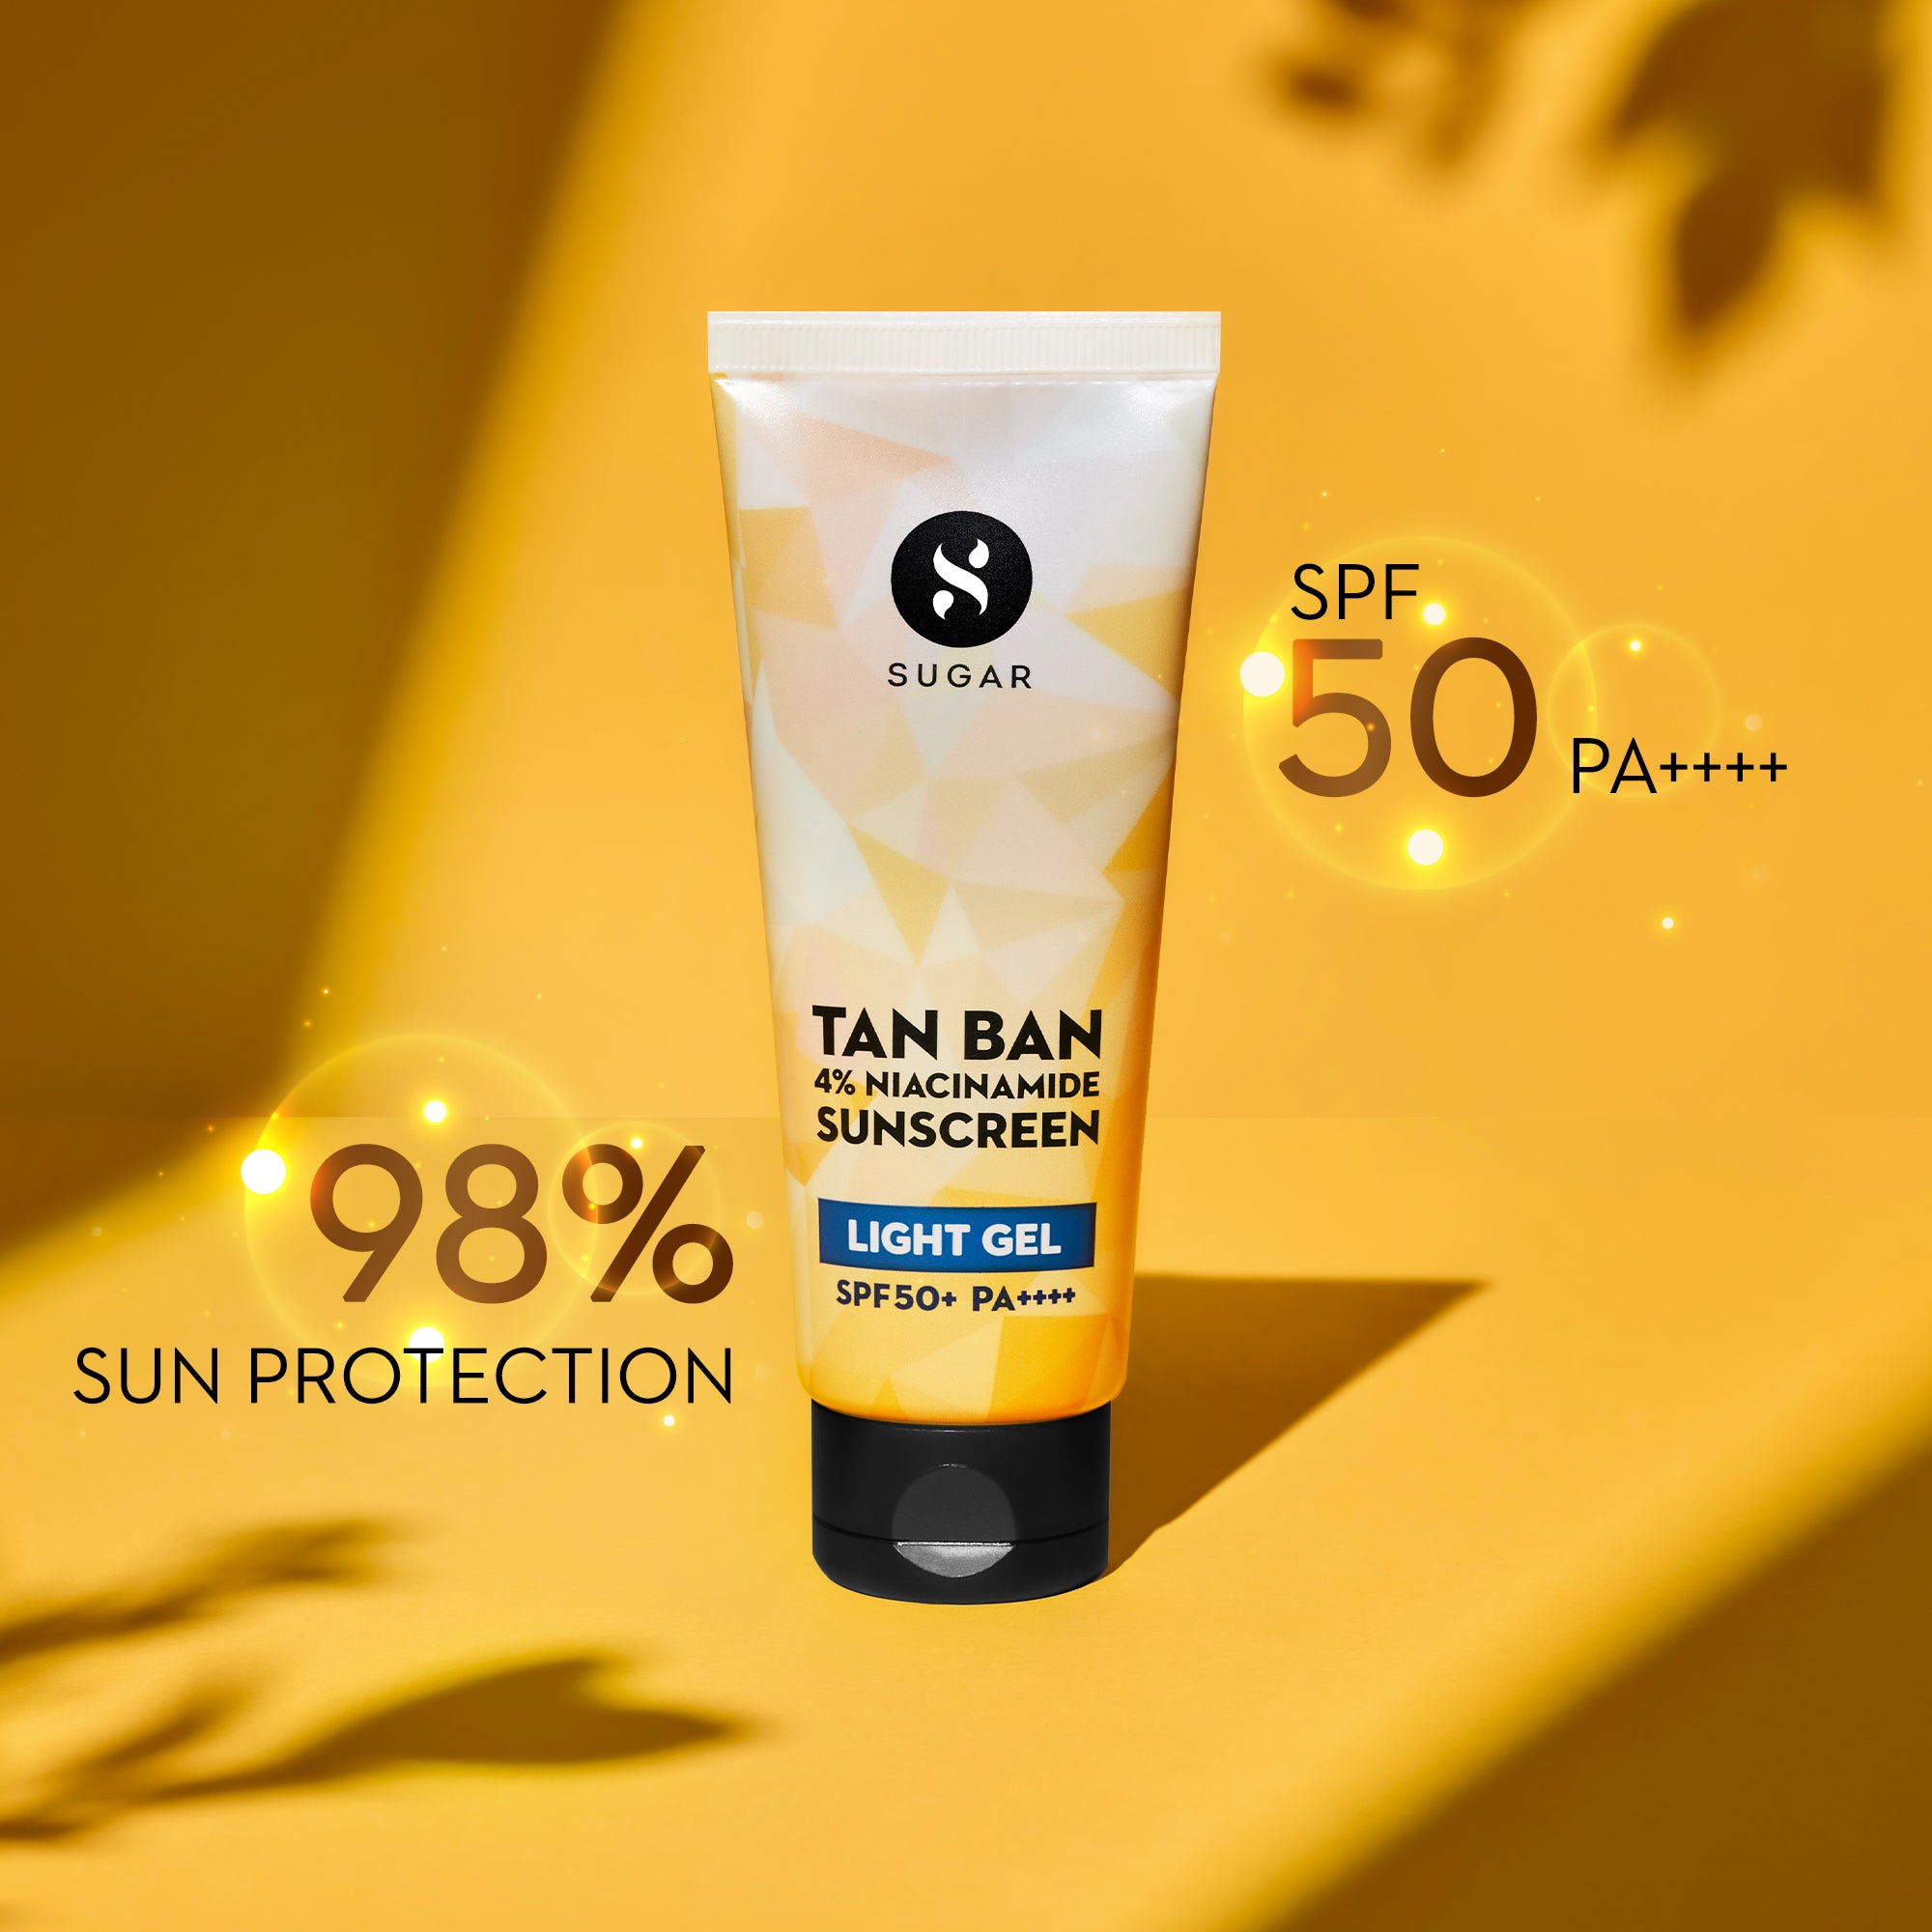 SUGAR
SPF
50 PA++++
TAN BAN
4% NIACINAMIDE
SUNSCREEN
LIGHT GEL
SPF50+ PA++++
98%
SUN PROTECTION